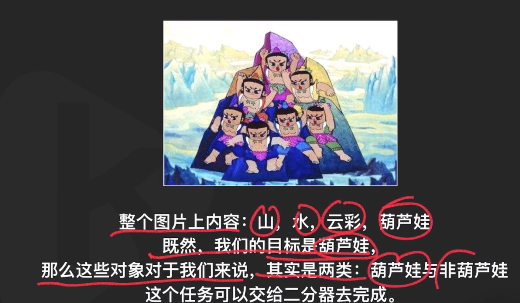 整个图片上内容：山，水，云彩，葫芦娃
既然，我们的目标是葫芦娃，
那么这些对象对于我们来说，其实是两类：葫芦娃与非葫芦娃
这个任务可以交给二分器去完成。